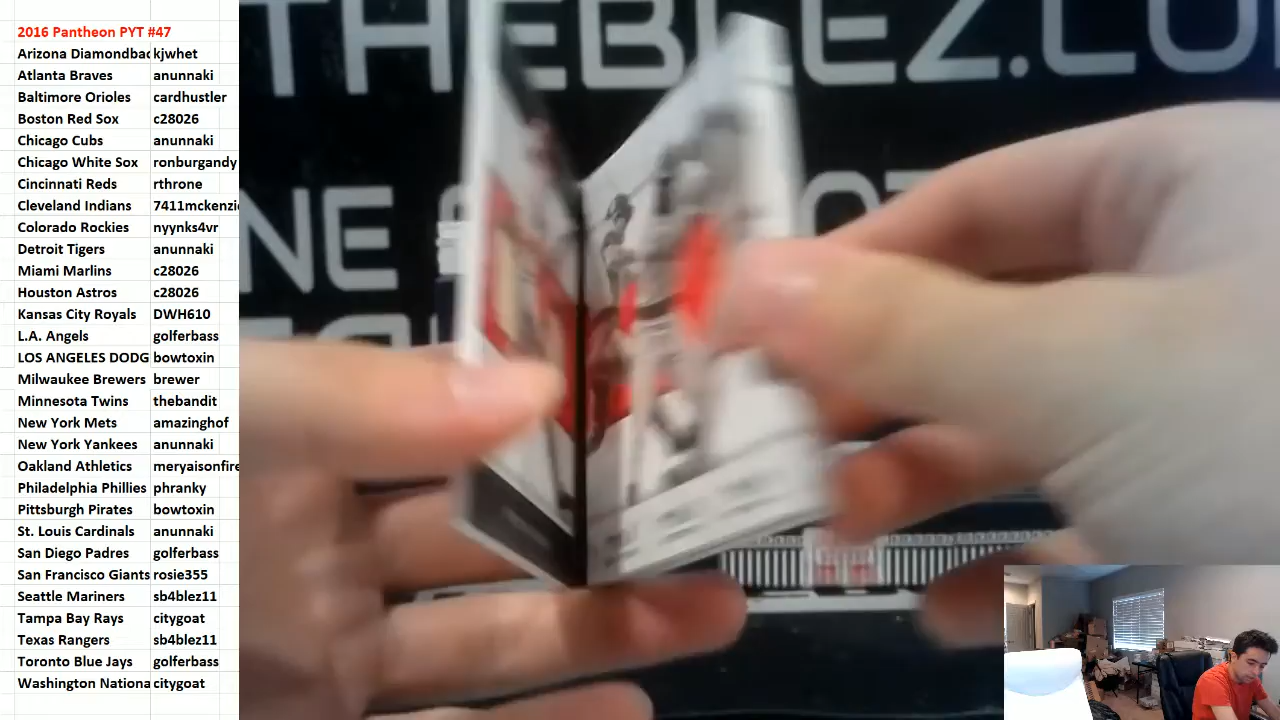 2016 Pantheon PYT #47
Arizona Diamondbac kjwhet
Atlanta Braves anunnaki
Baltimore Orioles cardhustler
Boston Red Sox c28026
Chicago Cubs anunnaki
Chicago White Sox ronburgandy
Cincinnati Reds rthrone
Cleveland Indians 7411mckenzie
Colorado Rockies nyynks4vr
Detroit Tigers anunnaki
Miami Marlins c28026
Houston Astros c28026
Kansas City Royals DWH610
L.A. Angels golferbass
LOS ANGELES DODG bowtoxin
Milwaukee Brewers brewer
Minnesota Twins thebandit
New York Mets amazinghof
New York Yankees anunnaki
Oakland Athletics meryaisonfire
Philadelphia Phillies phranky
Pittsburgh Pirates bowtoxin
St. Louis Cardinals anunnaki
San Diego Padres golferbass
San Francisco Giants rosie355
Seattle Mariners sb4blez11
Tampa Bay Rays citygoat
Texas Rangers sb4blez11
Toronto Blue Jays golferbass
Washington Nationa citygoat
THEBLEZ.CO